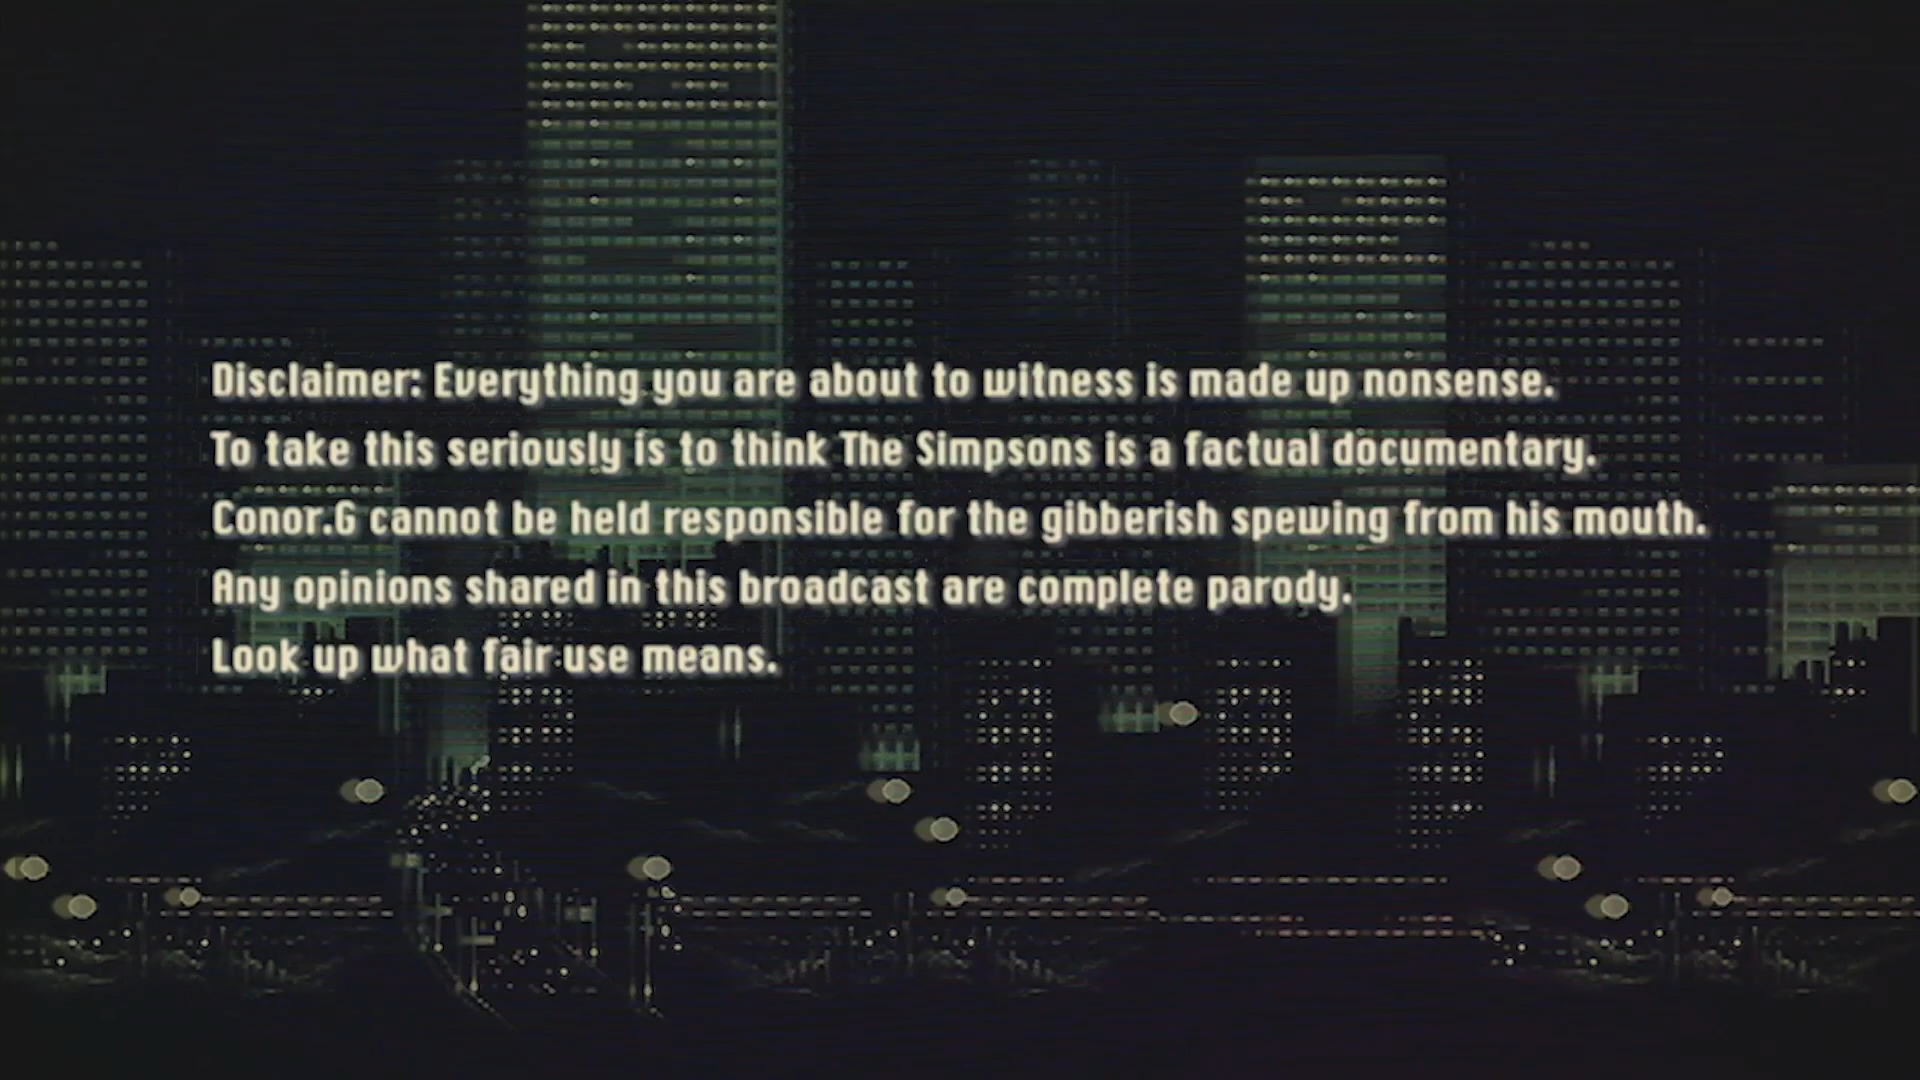 Disclaimer: Everything you are about to witness is made up nonsense.
To take this seriously is to think The Simpsons is a factual documentary.
Conor.G cannot be held responsible for the gibberish spewing from his mouth.
Any opinions shared in this broadcast are complete parody.
Look up what fair use means.